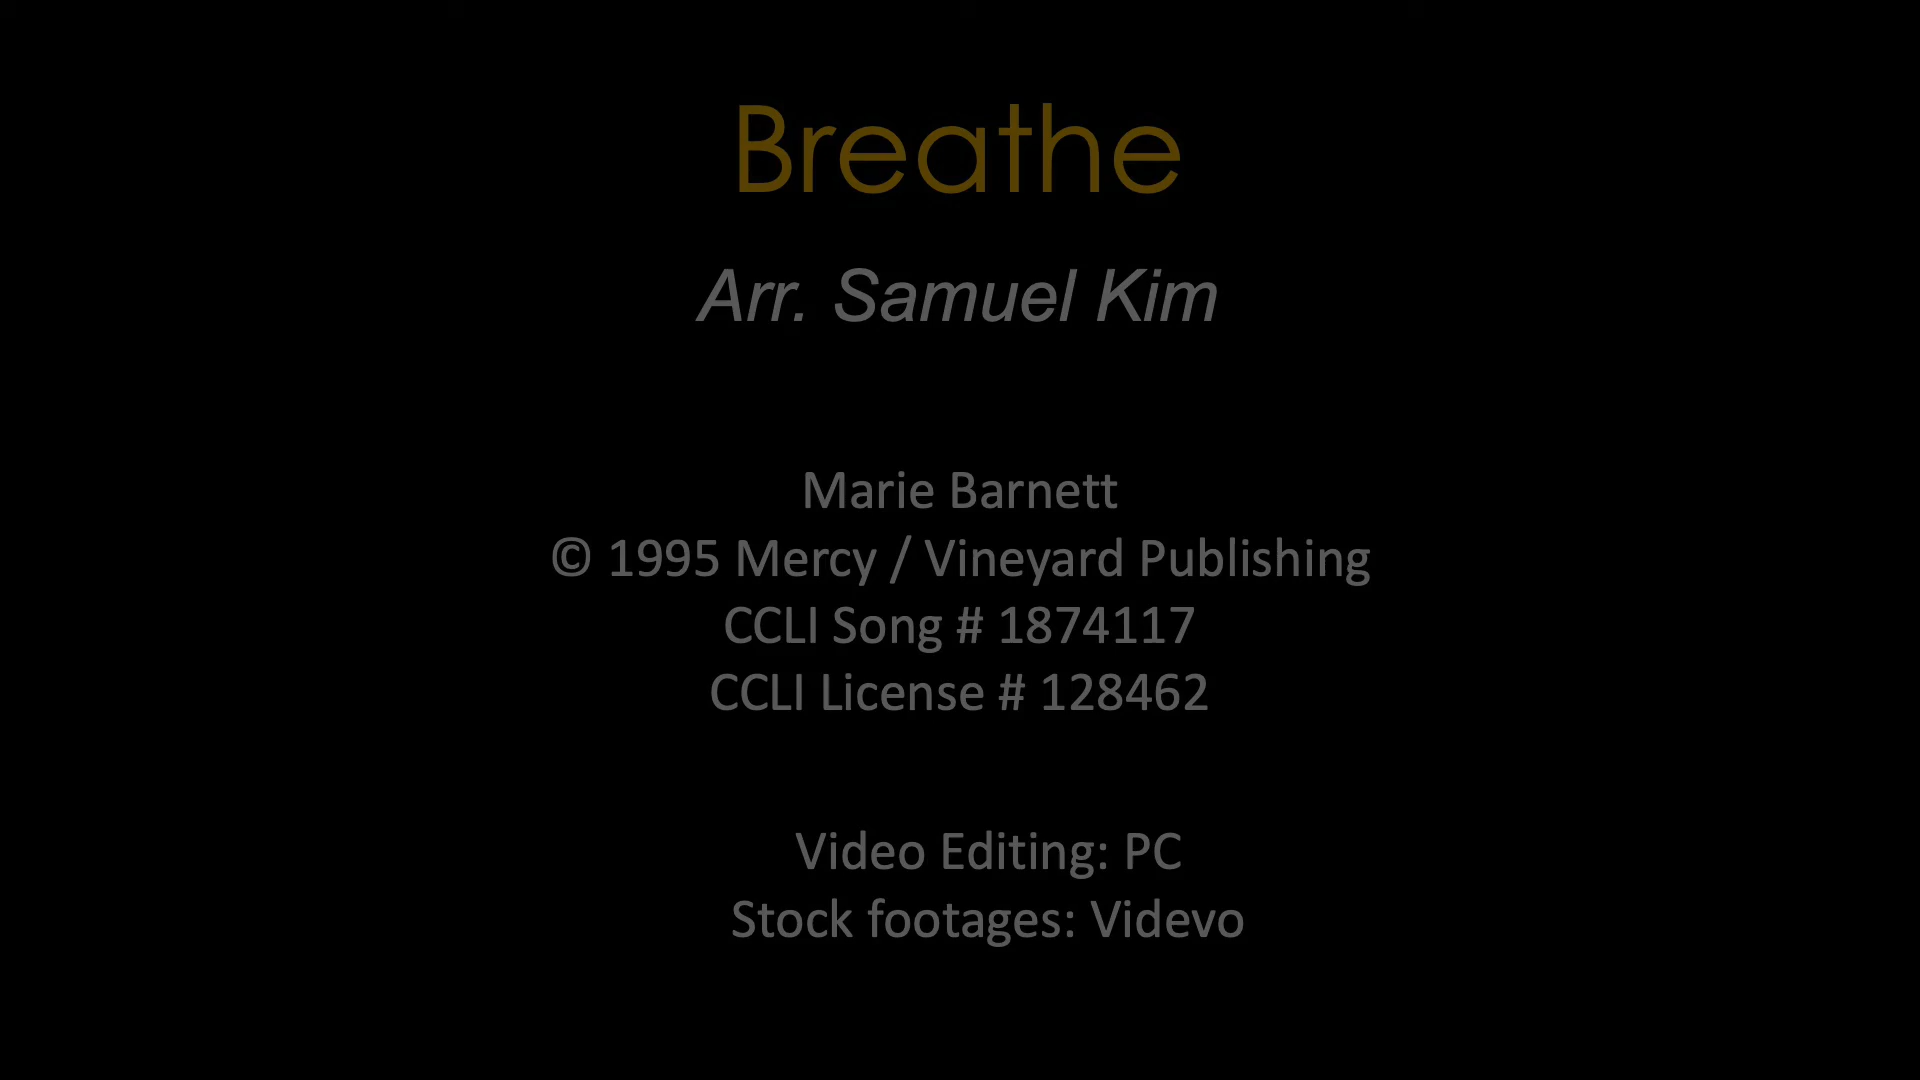 Breathe
Arr. Samuel Kim
Marie Barnett
© 1995 Mercy / Vineyard Publishing
CCLI Song # 1874117
CCLI License # 128462
Video Editing: PC
Stock footages: Videvo